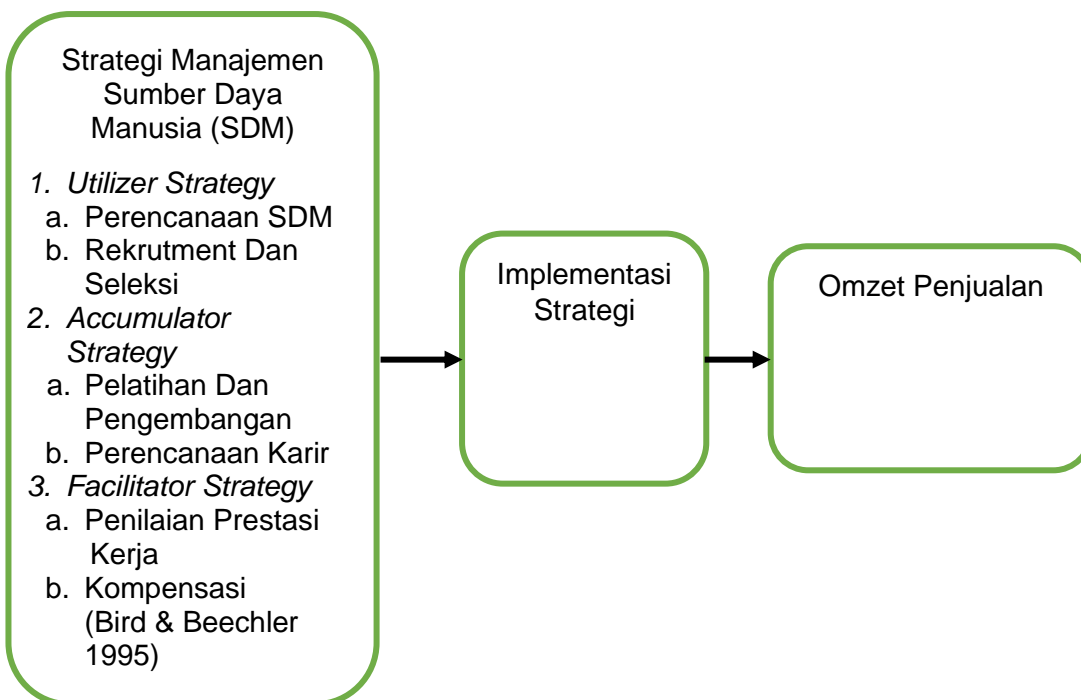 Strategi Manajemen
Sumber Daya
Manusia (SDM)
1. Utilizer Strategy
a. Perencanaan SDM
b. Rekrutment Dan
Seleksi
2. Accumulator
Strategy
a. Pelatihan Dan
Pengembangan
b. Perencanaan Karir
3. Facilitator Strategy
a. Penilaian Prestasi
Kerja
b. Kompensasi
(Bird & Beechler
1995)
Implementasi
Strategi
Omzet Penjualan